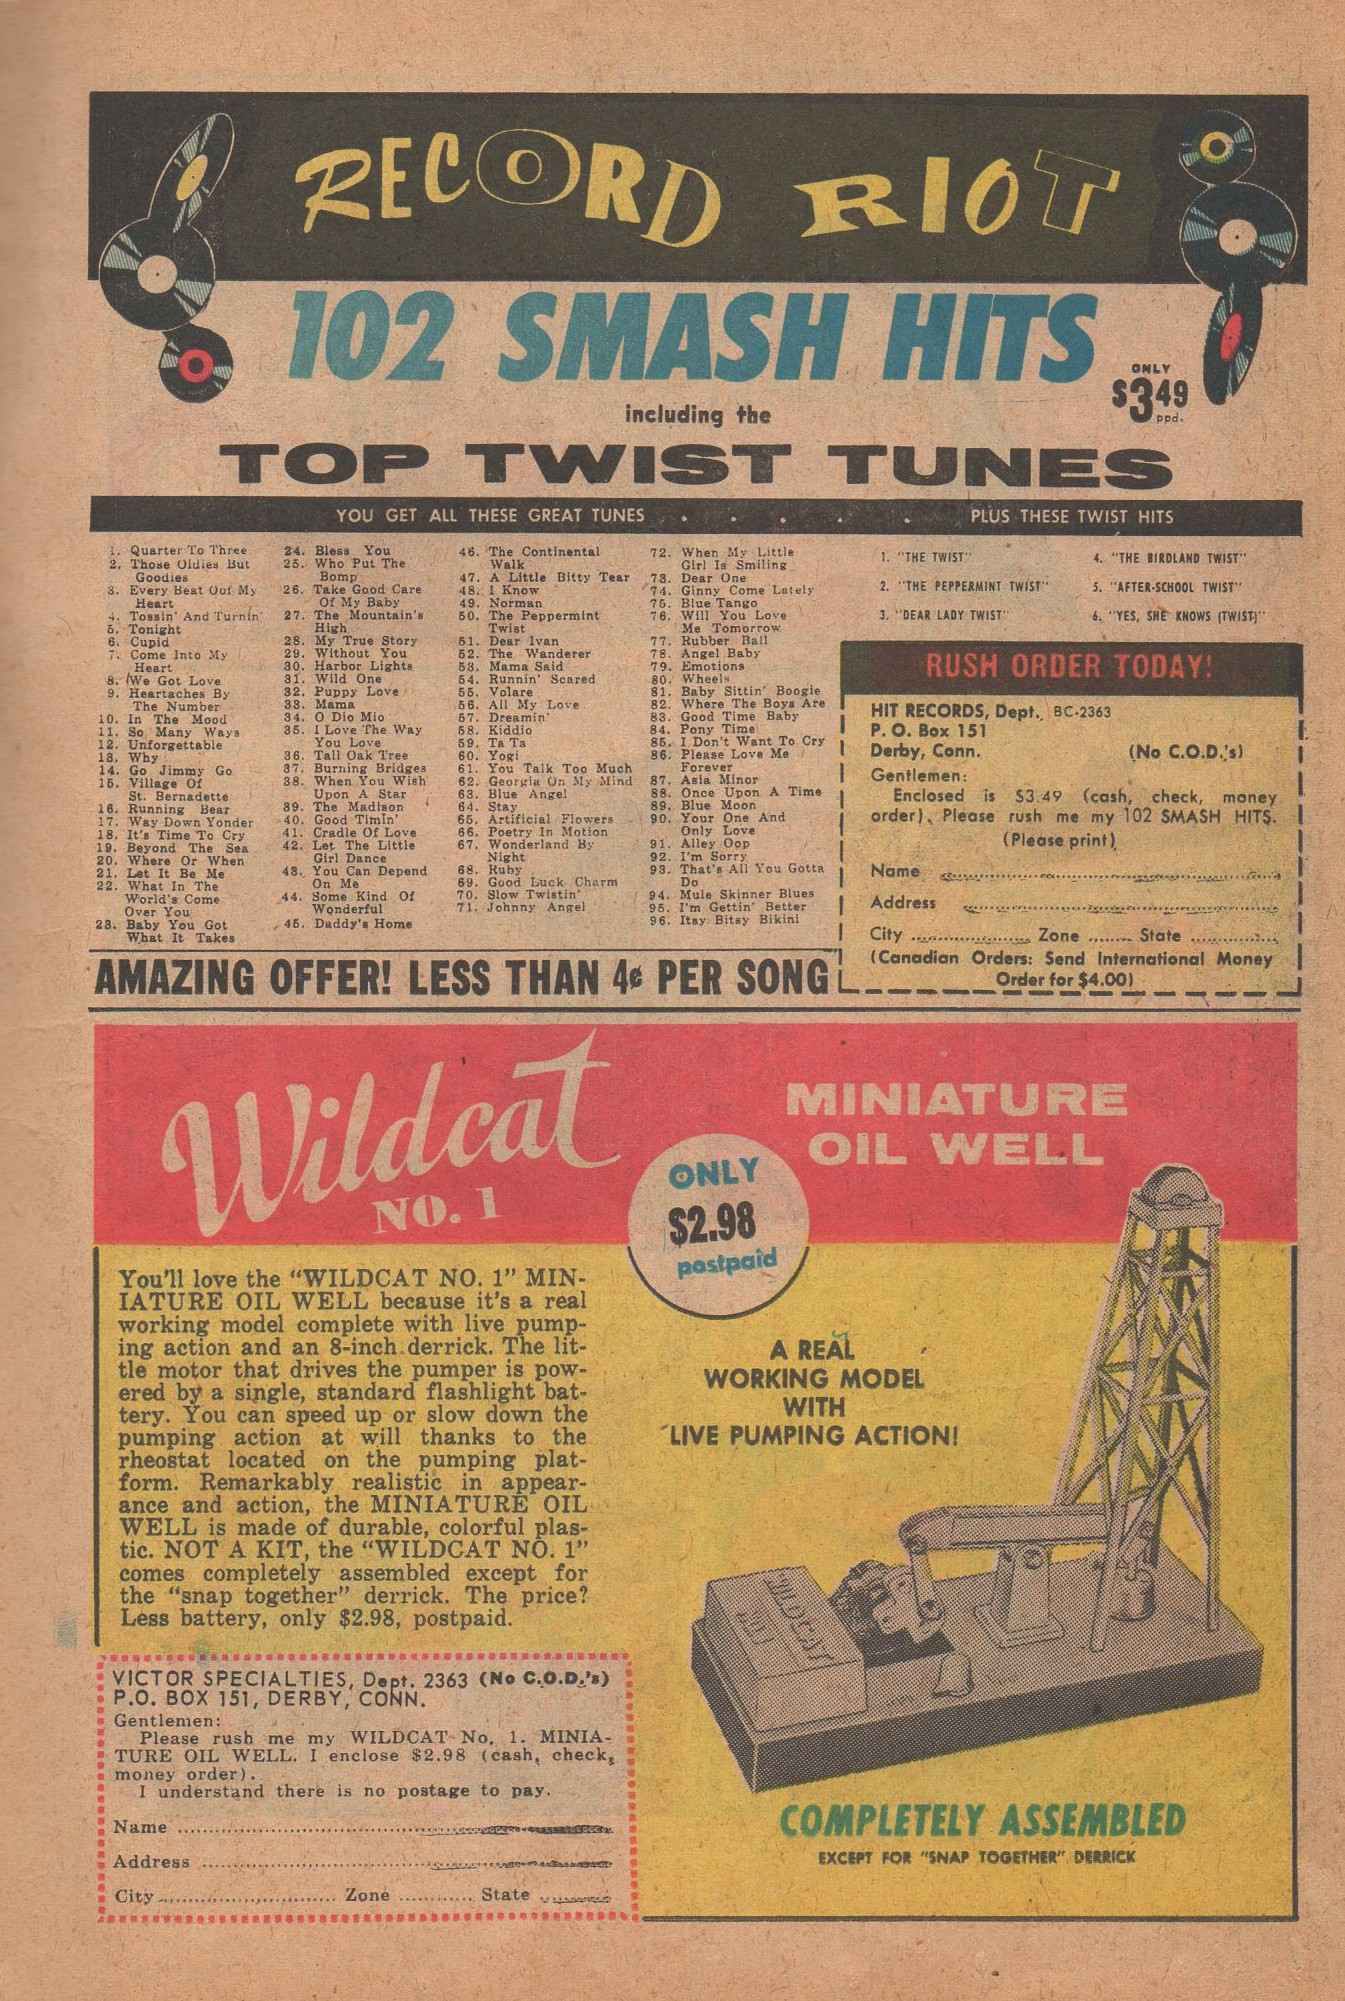 RECORD RIOT
102 SMASH HITS
ONLY
$3.49
ppd.
including the
TOP TWIST TUNES
YOU GET ALL THESE GREAT TUNES . . . . . PLUS THESE TWIST HITS
1. Quarter To Three
2. Those Oldies But
Goodies
3. Every Beat Oof My
Heart
4. Tossin' And Turnin'
5. Tonight
6. Cupid
7. Come Into My
Heart
8. We Got Love
9. Heartaches By
The Number
10. In The Mood
11. So Many Ways
12. Unforgettable
13. Why
14. Go Jimmy Go
15. Village Of
St. Bernadette
16. Running Bear
17. Way Down Yonder
18. It's Time To Cry
19. Beyond The Sea
20. Where Or When
21. Let It Be Me
22. What In The
World's Come
Over You
23. Baby You Got
What It Takes
24. Bless You
25. Who Put The
Bomp
26. Take Good Care
Of My Baby
27. The Mountain's
High
28. My True Story
29. Without You
30. Harbor Lights
31. Wild One
32. Puppy Love
33. Mama
34. O Dio Mio
35. I Love The Way
You Love
36. Tall Oak Tree
37. Burning Bridges
38. When You Wish
Upon A Star
39. The Madison
40. Good Timin'
41. Cradle Of Love
42. Let The Little
Girl Dance
43. You Can Depend
On Me
44. Some Kind Of
Wonderful
45. Daddy's Home
46. The Continental
Walk
47. A Little Bitty Tear
48. I Know
49. Norman
50. The Peppermint
Twist
51. Dear Ivan
52. The Wanderer
53. Mama Said
54. Runnin' Scared
55. Volare
56. All My Love
57. Dreamin'
58. Kiddio
59. Ta Ta
60. Yogi
61. You Talk Too Much
62. Georgia On My Mind
63. Blue Angel
64. Stay
65. Artificial Flowers
66. Poetry In Motion
67. Wonderland By
Night
68. Ruby
69. Good Luck Charm
70. Slow Twistin'
71. Johnny Angel
72. When My Little
Girl Is Smiling
73. Dear One
74. Ginny Come Lately
75. Blue Tango
76. Will You Love
Me Tomorrow
77. Rubber Ball
78. Angel Baby
79. Emotions
80. Wheels
81. Baby Sittin' Boogie
82. Where The Boys Are
83. Good Time Baby
84. Pony Time
85. I Don't Want To Cry
86. Please Love Me
Forever
87. Asia Minor
88. Once Upon A Time
89. Blue Moon
90. Your One And
Only Love
91. Alley Oop
92. I'm Sorry
93. That's All You Gotta
Do
94. Mule Skinner Blues
95. I'm Gettin' Better
96. Itsy Bitsy Bikini
1. "THE TWIST"
2. "THE PEPPERMINT TWIST"
3. "DEAR LADY TWIST"
4. "THE BIRDLAND TWIST"
5. "AFTER-SCHOOL TWIST"
6. "YES, SHE KNOWS (TWIST)"
RUSH ORDER TODAY!
HIT RECORDS, Dept. BC-2363
P. O. Box 151
Derby, Conn. (No C.O.D.'s)
Gentlemen:
Enclosed is $3.49 (cash, check, money
order). Please rush me my 102 SMASH HITS.
(Please print)
Name
Address
City ........ Zone ........ State ........
(Canadian Orders: Send International Money
Order for $4.00)
AMAZING OFFER! LESS THAN 4¢ PER SONG
Wildcat
NO. 1
MINIATURE
OIL WELL
ONLY
$2.98
postpaid
You'll love the "WILDCAT NO. 1" MIN-
IATURE OIL WELL because it's a real
working model complete with live pump-
ing action and an 8-inch derrick. The lit-
tle motor that drives the pumper is pow-
ered by a single, standard flashlight bat-
tery. You can speed up or slow down the
pumping action at will thanks to the
rheostat located on the pumping plat-
form. Remarkably realistic in appear-
ance and action, the MINIATURE OIL
WELL is made of durable, colorful plas-
tic. NOT A KIT, the "WILDCAT NO. 1"
comes completely assembled except for
the "snap together" derrick. The price?
Less battery, only $2.98, postpaid.
A REAL
WORKING MODEL
WITH
LIVE PUMPING ACTION!
WILDCAT
NO. 1
VICTOR SPECIALTIES, Dept. 2363 (No C.O.D.'s)
P.O. BOX 151, DERBY, CONN.
Gentlemen:
Please rush me my WILDCAT No. 1. MINIA-
TURE OIL WELL. I enclose $2.98 (cash, check,
money order).
I understand there is no postage to pay.
Name ........
Address ........
City ........ Zone ........ State ........
COMPLETELY ASSEMBLED
EXCEPT FOR "SNAP TOGETHER" DERRICK